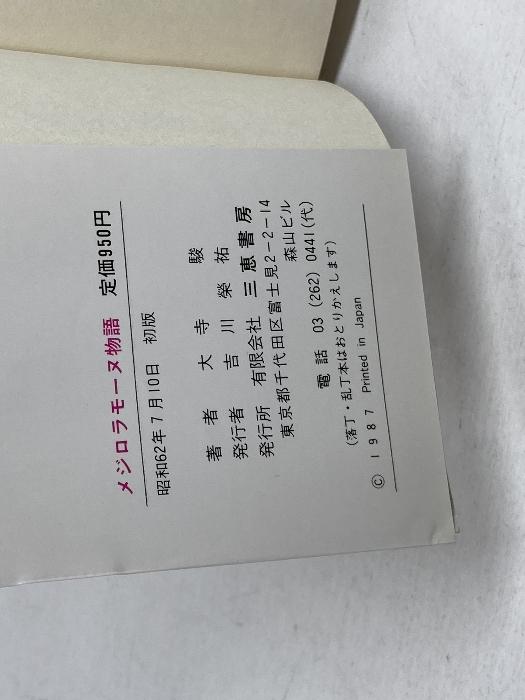 メジロラモーヌ物語 定価950円
昭和62年7月10日 初版
著者 大寺駿
発行者 吉川榮祐
発行所 有限会社 三恵書房
東京都千代田区富士見2-2-14
森山ビル
電話 03 (262) 0441(代)
(落丁・乱丁本はおとりかえします)
© 1987 Printed in Japan